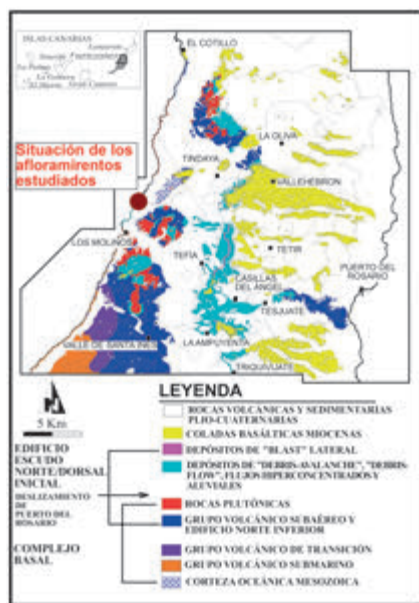 ISLAS CANARIAS
Lanzarote
Tenerife
FUERTEVENTURA
La Palma
La Gomera
El Hierro
Gran Canaria
EL COTILLO
LA OLIVA
Situación de los
afloramirentos
estudiados
TINDAYA
VALLEHEBRON
LOS MOLINOS
TEFÍA
TETIR
PUERTO DEL
ROSARIO
CASILLAS
DEL ÁNGEL
TESJUATE
VALLE DE SANTA INÉS
LA AMPUYENTA
TRIQUIVIJATE
N
5 Km
LEYENDA
ROCAS VOLCÁNICAS Y SEDIMENTARIAS
PLIO-CUATERNARIAS
COLADAS BASÁLTICAS MIOCENAS
DEPÓSITOS DE "BLAST" LATERAL
DEPÓSITOS DE "DEBRIS-AVALANCHE", "DEBRIS-
FLOW", FLUJOS HIPERCONCENTRADOS Y
ALUVIALES
ROCAS PLUTÓNICAS
GRUPO VOLCÁNICO SUBAÉREO Y
EDIFICIO NORTE INFERIOR
GRUPO VOLCÁNICO DE TRANSICIÓN
GRUPO VOLCÁNICO SUBMARINO
CORTEZA OCEÁNICA MESOZOICA
EDIFICIO
ESCUDO
NORTE/DORSAL
INICIAL
DESLIZAMIENTO
DE
PUERTO DEL
ROSARIO
COMPLEJO
BASAL